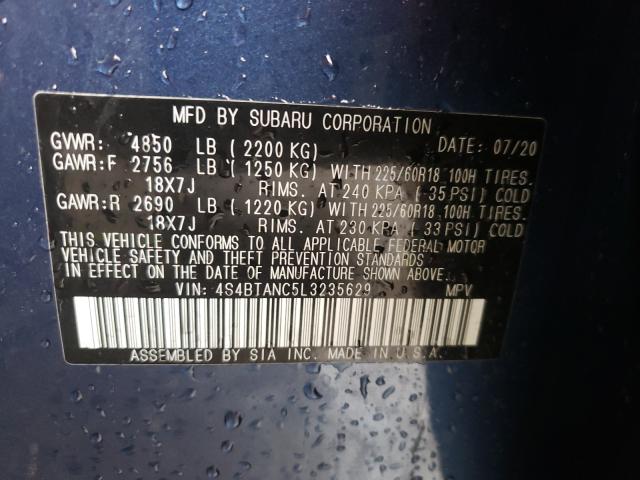 MFD BY SUBARU CORPORATION
GVWR: 4850 LB (2200 KG) DATE: 07/20
GAWR:F 2756 LB (1250 KG) WITH 225/60R18 100H TIRES.
18X7J RIMS. AT 240 KPA (35 PSI) COLD
GAWR:R 2690 LB (1220 KG) WITH 225/60R18 100H TIRES.
18X7J RIMS. AT 230 KPA (33 PSI) COLD
THIS VEHICLE CONFORMS TO ALL APPLICABLE FEDERAL MOTOR
VEHICLE SAFETY AND THEFT PREVENTION STANDARDS
IN EFFECT ON THE DATE OF MANUFACTURE SHOWN ABOVE.
VIN: 4S4BTANC5L3235629 MPV
ASSEMBLED BY SIA INC. MADE IN U.S.A.